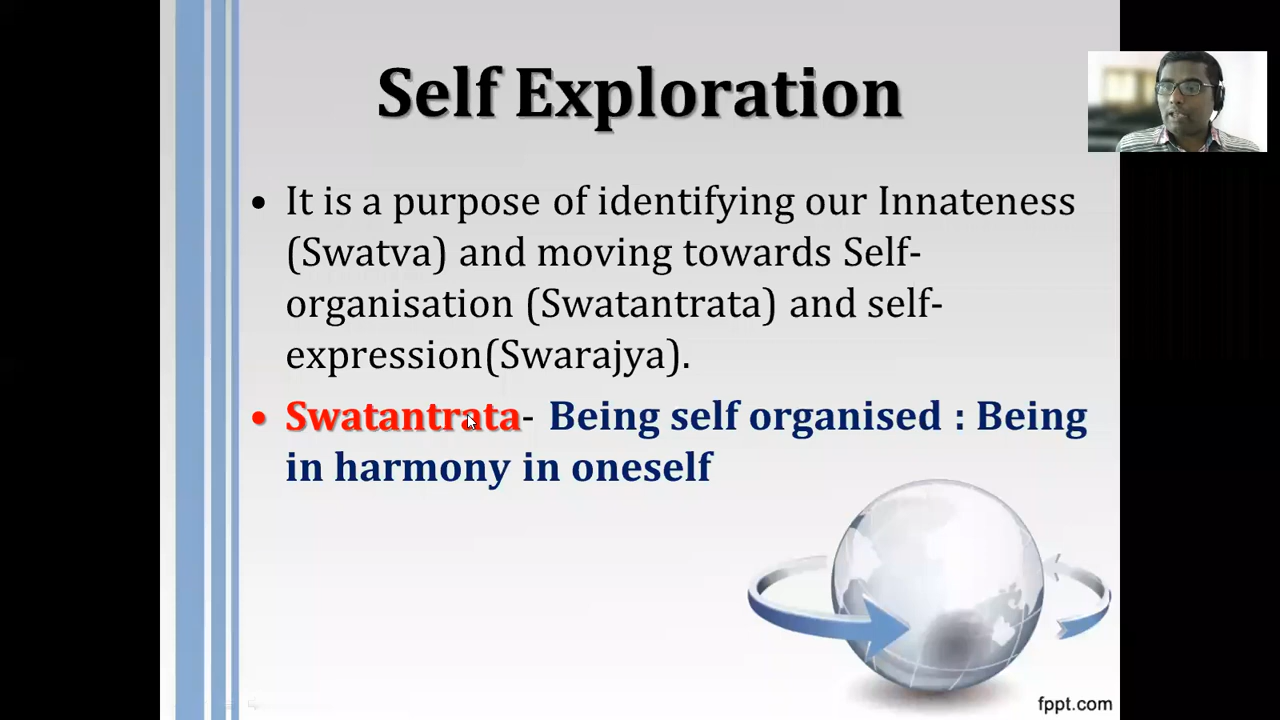 Self Exploration
• It is a purpose of identifying our Innateness
(Swatva) and moving towards Self-
organisation (Swatantrata) and self-
expression(Swarajya).
• Swatantrata- Being self organised : Being
in harmony in oneself
fppt.com